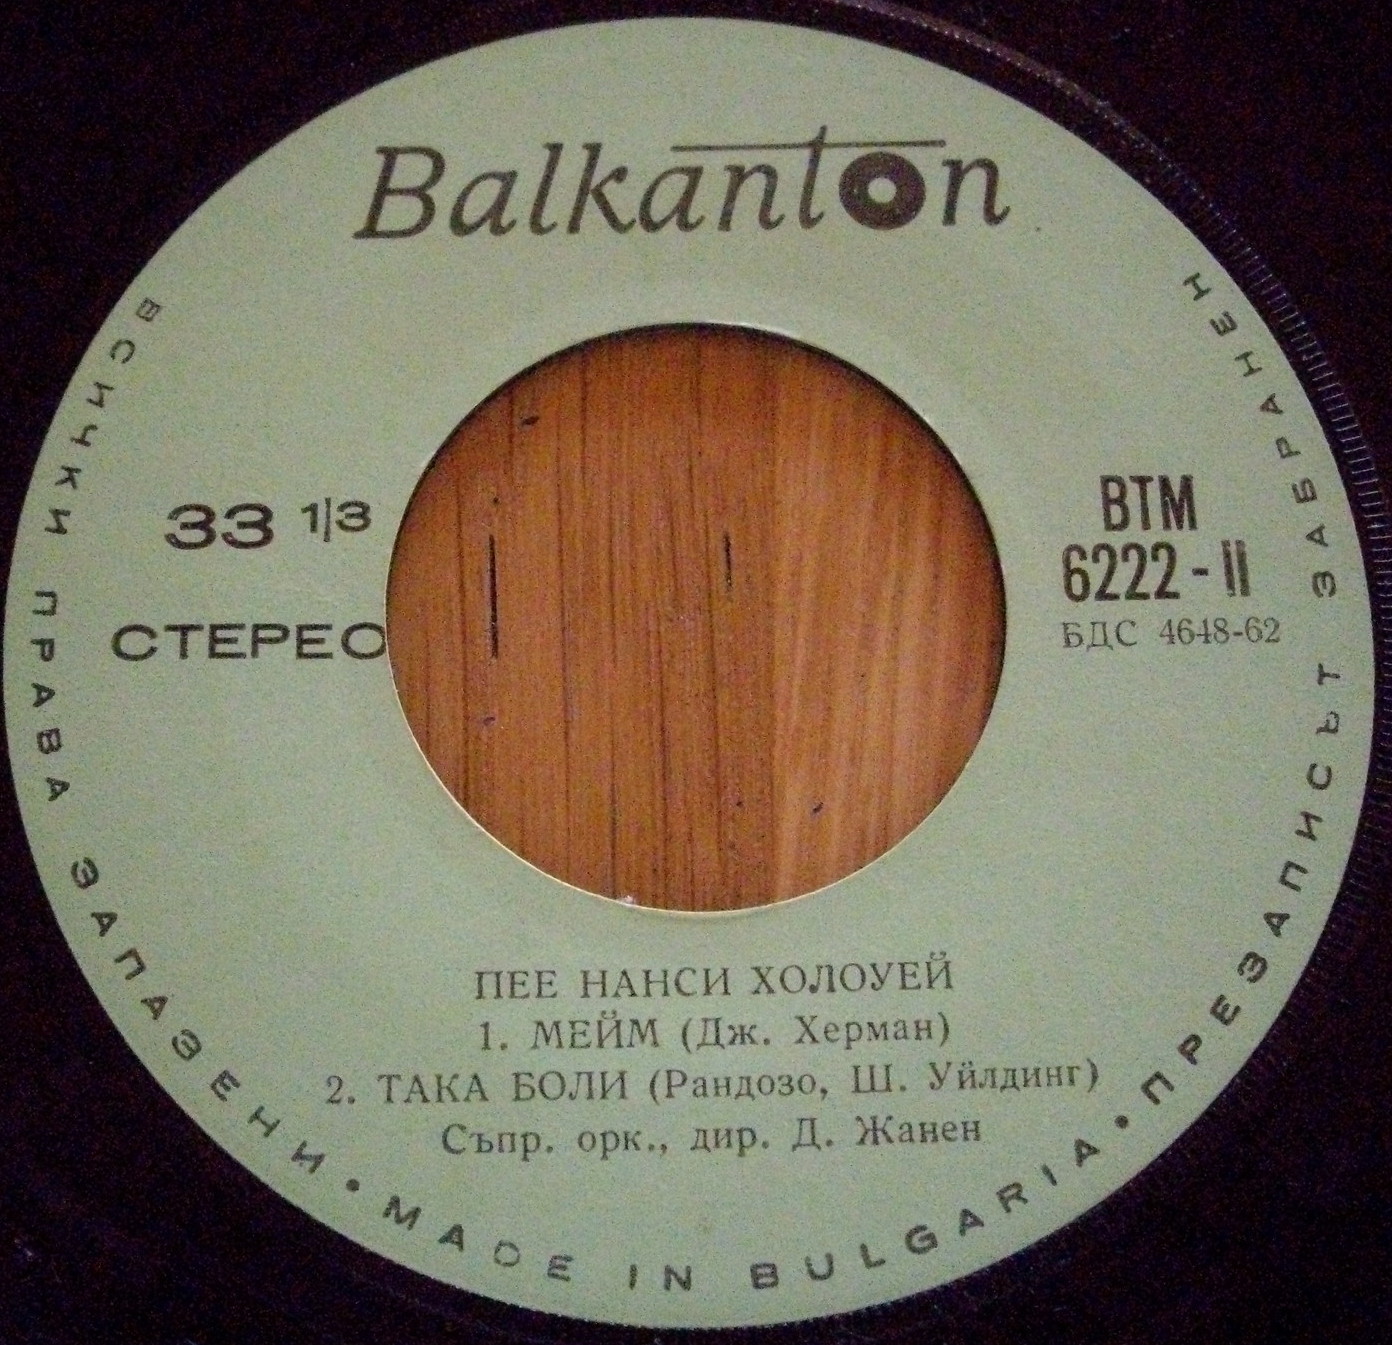 Balkanton
33 1/3
СТЕРЕО
ВТМ
6222-II
БДС 4648-62
ПЕЕ НАНСИ ХОЛОУЕЙ
1. МЕЙМ (Дж. Херман)
2. ТАКА БОЛИ (Рандозо, Ш. Уйлдинг)
Съпр. орк., дир. Д. Жанен
ВСИЧКИ ПРАВА ЗАПАЗЕНИ • MADE IN BULGARIA • ПРЕЗАПИСЪТ ЗАБРАНЕН